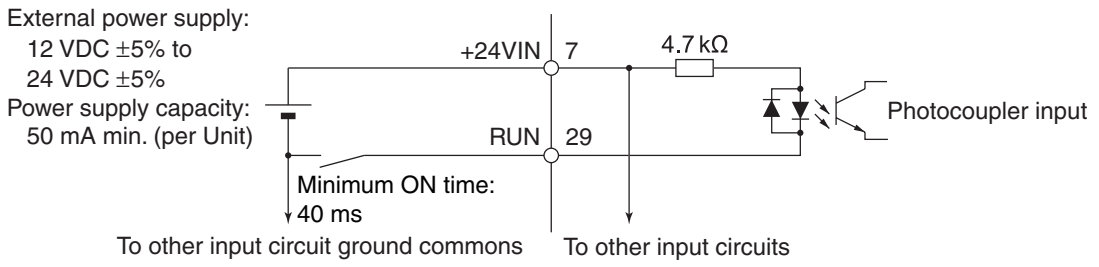 External power supply:
12 VDC ±5% to
24 VDC ±5%
Power supply capacity:
50 mA min. (per Unit)
+24VIN 7
4.7 kΩ
Photocoupler input
RUN 29
Minimum ON time:
40 ms
To other input circuit ground commons
To other input circuits